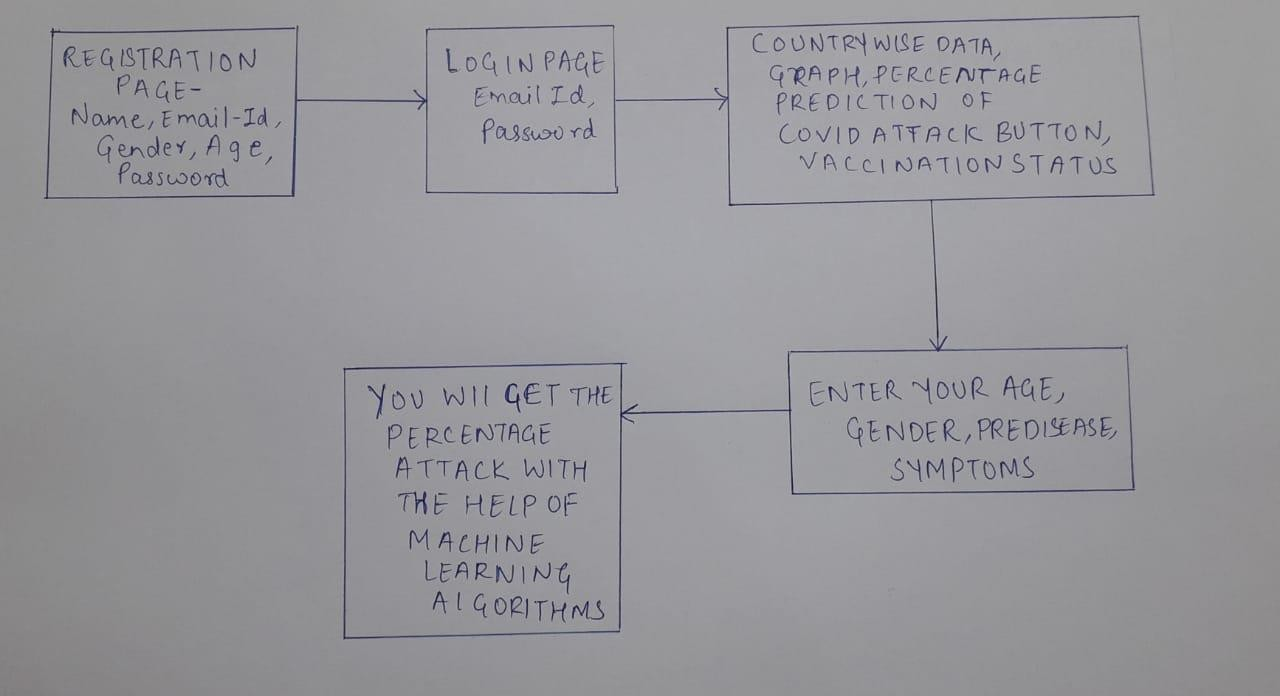 REGISTRATION
PAGE-
Name, Email-Id,
Gender, Age,
Password
LOGIN PAGE
Email Id,
Password
COUNTRYWISE DATA,
GRAPH, PERCENTAGE
PREDICTION OF
COVID ATTACK BUTTON,
VACCINATION STATUS
ENTER YOUR AGE,
GENDER, PREDISEASE,
SYMPTOMS
YOU WIll GET THE
PERCENTAGE
ATTACK WITH
THE HELP OF
MACHINE
LEARNING
ALGORITHMS